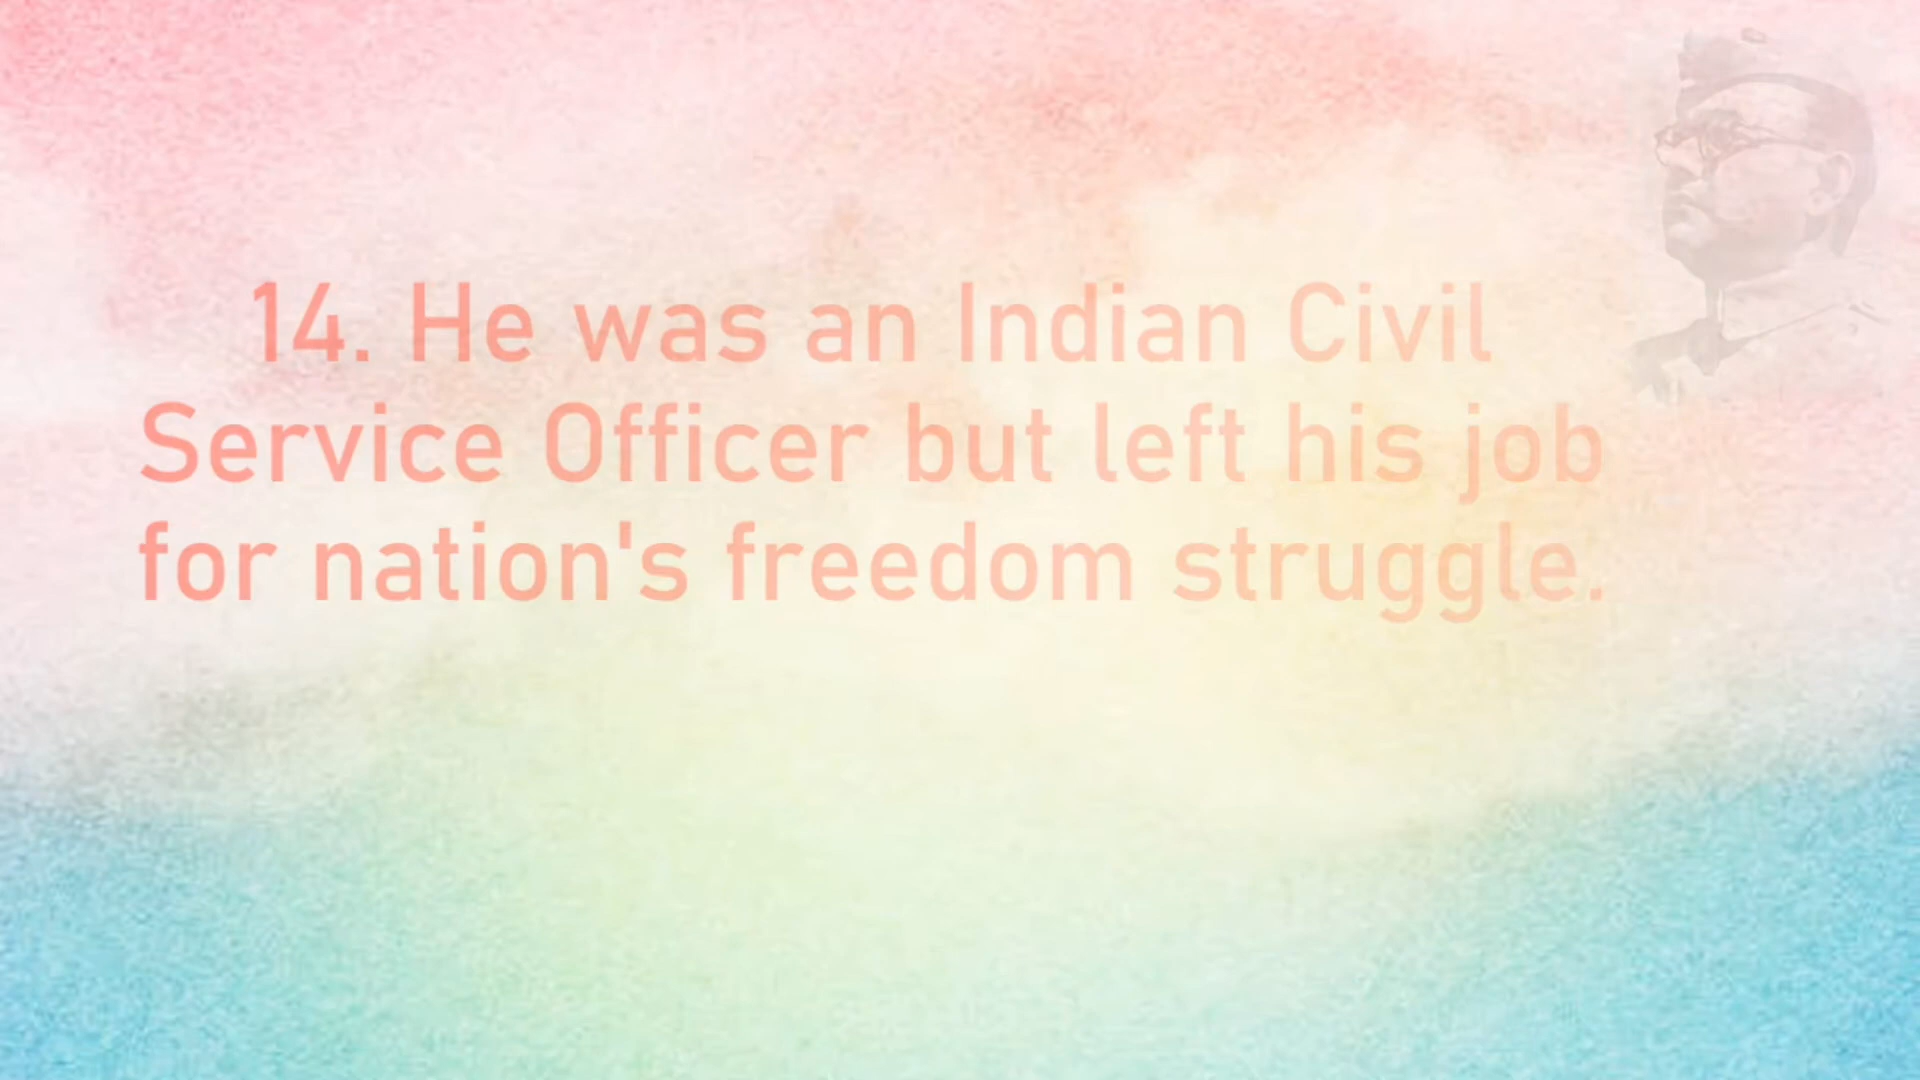 14. He was an Indian Civil
Service Officer but left his job
for nation's freedom struggle.